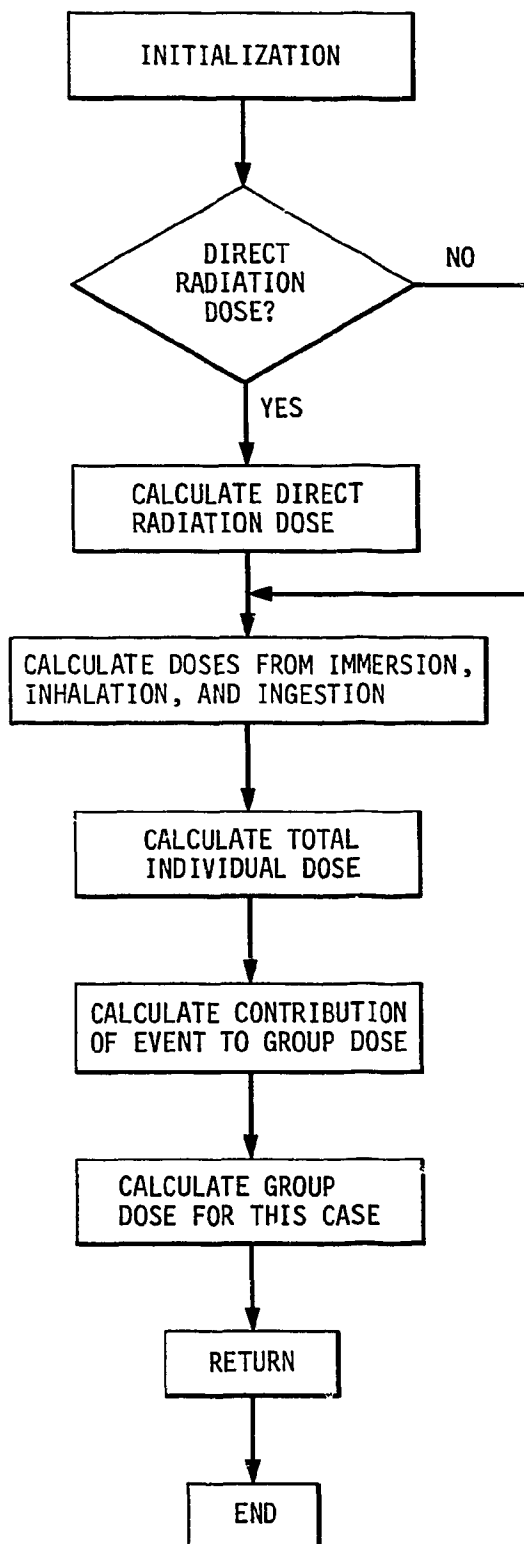 INITIALIZATION
DIRECT
RADIATION
DOSE?
NO
YES
CALCULATE DIRECT
RADIATION DOSE
CALCULATE DOSES FROM IMMERSION,
INHALATION, AND INGESTION
CALCULATE TOTAL
INDIVIDUAL DOSE
CALCULATE CONTRIBUTION
OF EVENT TO GROUP DOSE
CALCULATE GROUP
DOSE FOR THIS CASE
RETURN
END